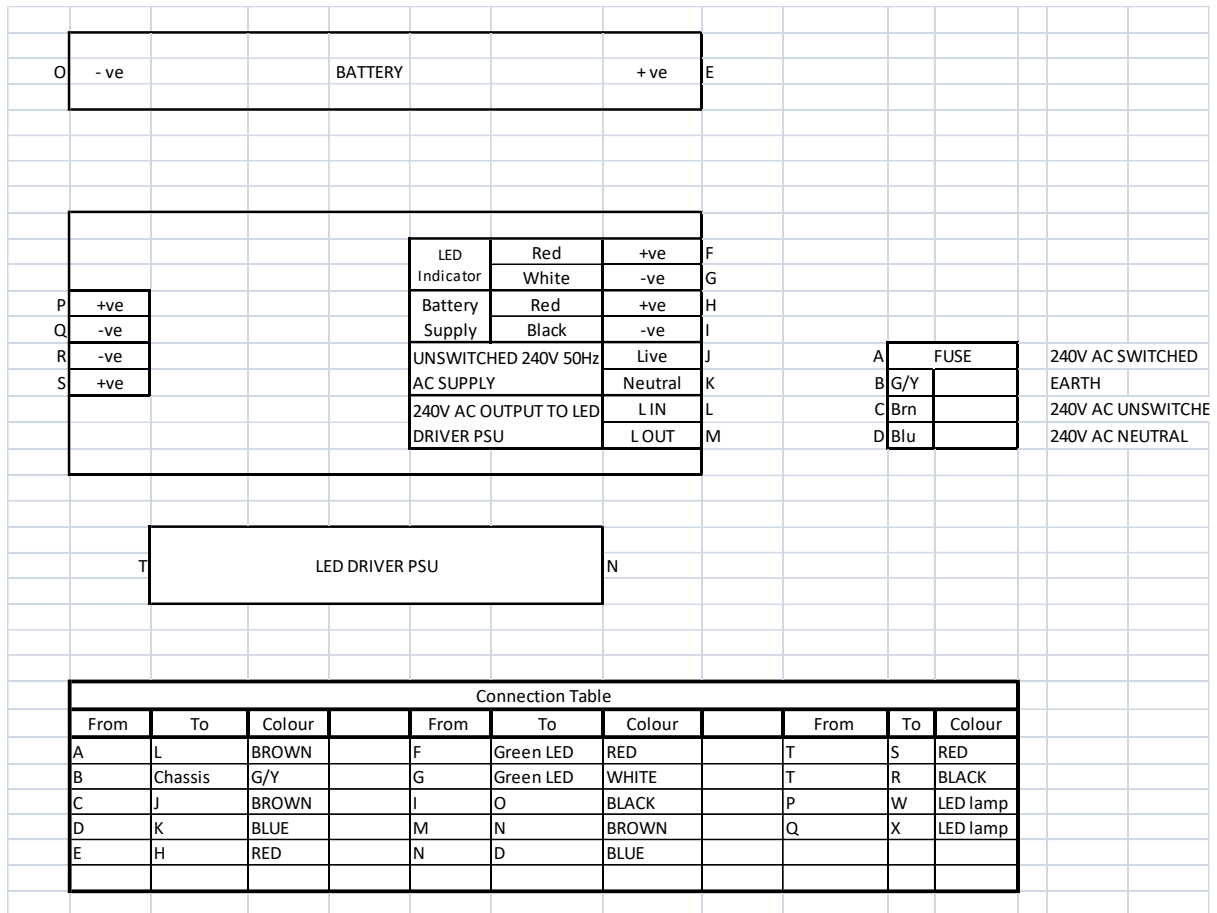 O - ve BATTERY + ve E
LED Indicator Red +ve F
White -ve G
P +ve Battery Supply Red +ve H
Q -ve Black -ve I
R -ve UNSWITCHED 240V 50Hz AC SUPPLY Live J A FUSE 240V AC SWITCHED
S +ve Neutral K B G/Y EARTH
240V AC OUTPUT TO LED DRIVER PSU L IN L C Brn 240V AC UNSWITCHE
L OUT M D Blu 240V AC NEUTRAL
T LED DRIVER PSU N
Connection Table
From To Colour From To Colour From To Colour
A L BROWN F Green LED RED T S RED
B Chassis G/Y G Green LED WHITE T R BLACK
C J BROWN I O BLACK P W LED lamp
D K BLUE M N BROWN Q X LED lamp
E H RED N D BLUE